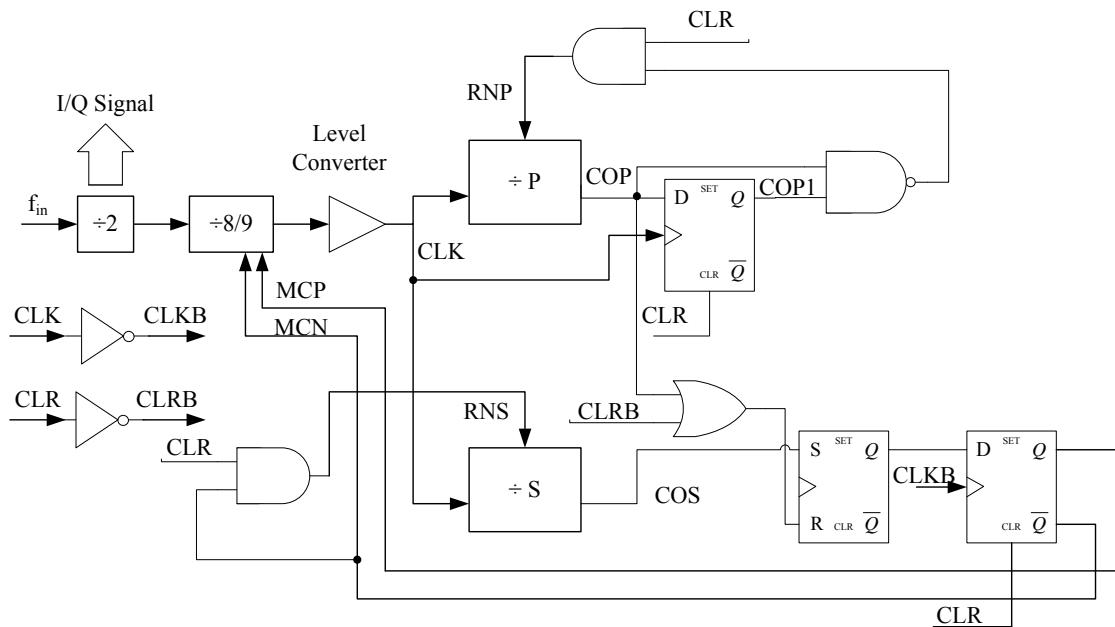 CLR
RNP
I/Q Signal
Level
Converter
÷ P
COP
D
SET
Q
COP1
f_in
÷2
÷8/9
CLK
CLR
Q̅
MCP
CLR
CLK
CLKB
MCN
CLR
CLRB
RNS
CLRB
CLR
S
SET
Q
D
SET
Q
÷ S
CLKB
COS
R
CLR
Q̅
CLR
Q̅
CLR